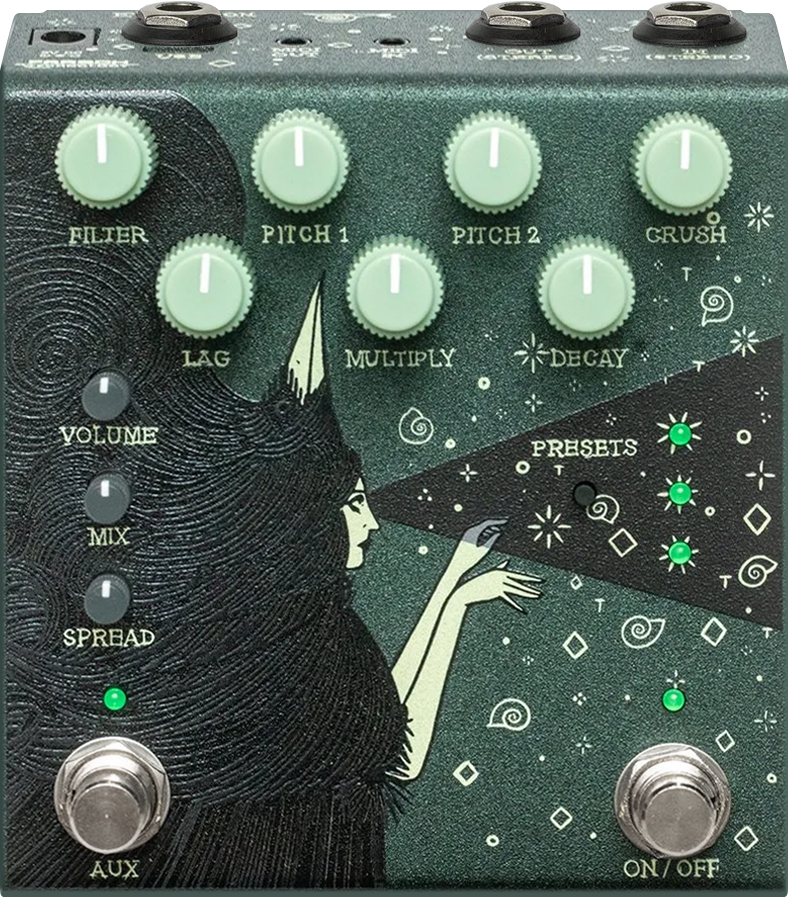 USB
MIDI OUT
MIDI IN
OUT (STEREO)
IN (STEREO)
FILTER
PITCH 1
PITCH 2
CRUSH
LAG
MULTIPLY
DECAY
VOLUME
PRESETS
MIX
SPREAD
AUX
ON / OFF